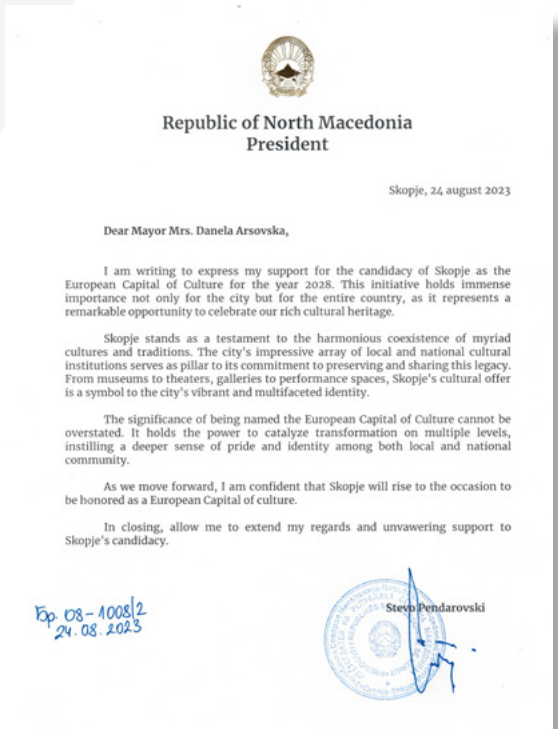 Republic of North Macedonia
President
Skopje, 24 august 2023
Dear Mayor Mrs. Danela Arsovska,
I am writing to express my support for the candidacy of Skopje as the
European Capital of Culture for the year 2028. This initiative holds immense
importance not only for the city but for the entire country, as it represents a
remarkable opportunity to celebrate our rich cultural heritage.
Skopje stands as a testament to the harmonious coexistence of myriad
cultures and traditions. The city's impressive array of local and national cultural
institutions serves as pillar to its commitment to preserving and sharing this legacy.
From museums to theaters, galleries to performance spaces, Skopje's cultural offer
is a symbol to the city's vibrant and multifaceted identity.
The significance of being named the European Capital of Culture cannot be
overstated. It holds the power to catalyze transformation on multiple levels,
instilling a deeper sense of pride and identity among both local and national
community.
As we move forward, I am confident that Skopje will rise to the occasion to
be honored as a European Capital of culture.
In closing, allow me to extend my regards and unvawering support to
Skopje's candidacy.
Stevo Pendarovski
Бр. 08-1008/2
24.08.2023